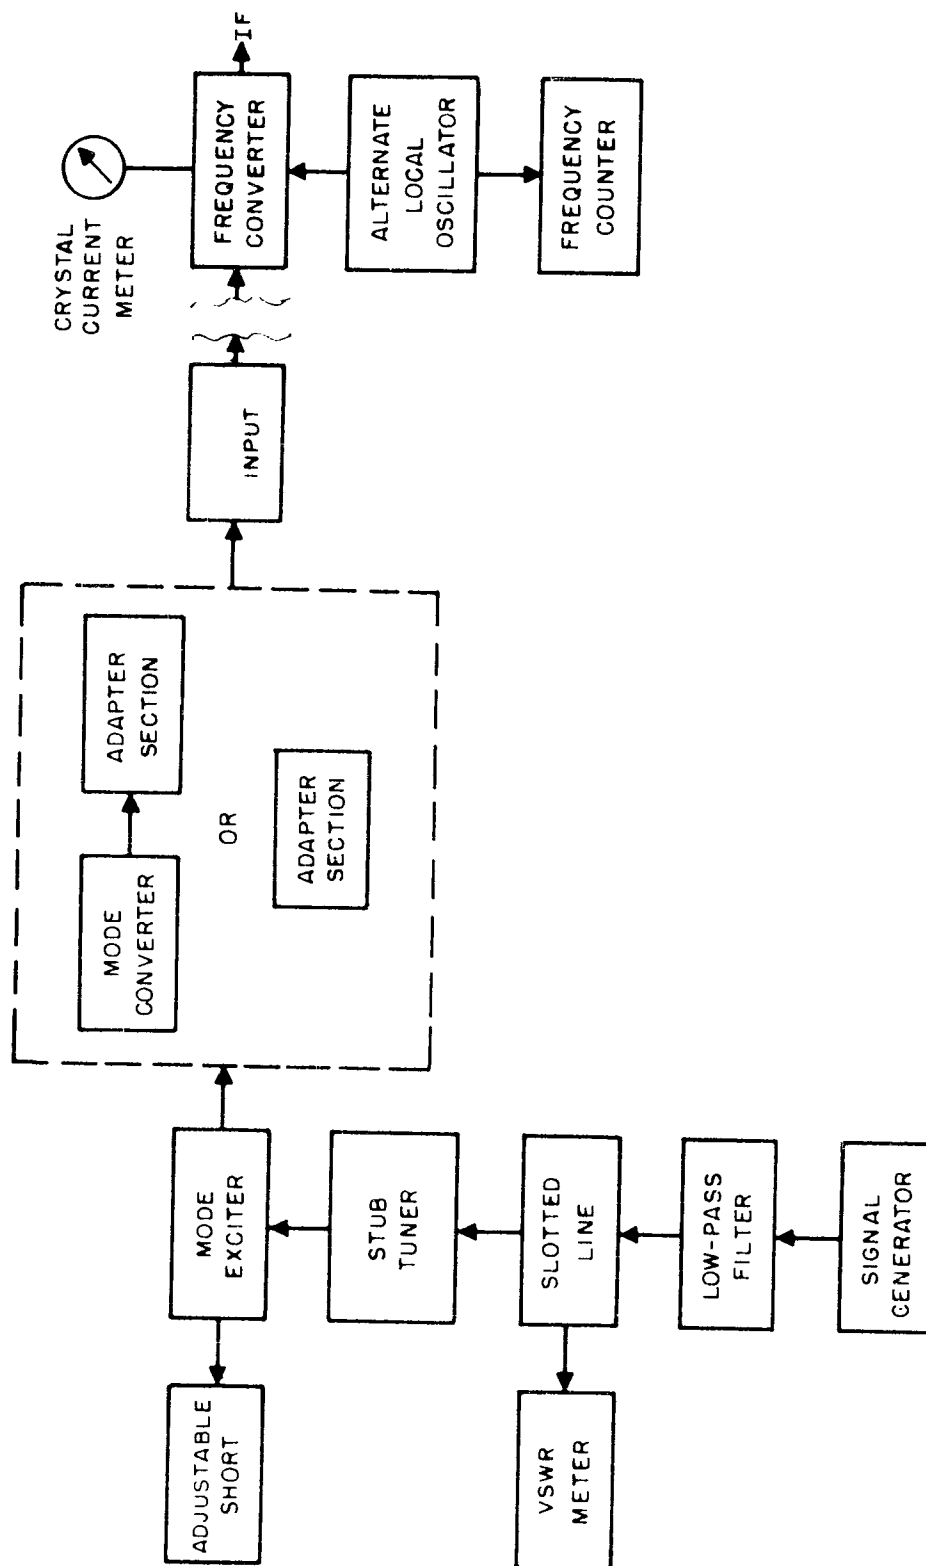 CRYSTAL
CURRENT
METER
ADJUSTABLE
SHORT
MODE
EXCITER
MODE
CONVERTER
ADAPTER
SECTION
OR
ADAPTER
SECTION
INPUT
FREQUENCY
CONVERTER
IF
STUB
TUNER
ALTERNATE
LOCAL
OSCILLATOR
VSWR
METER
SLOTTED
LINE
FREQUENCY
COUNTER
LOW-PASS
FILTER
SIGNAL
GENERATOR